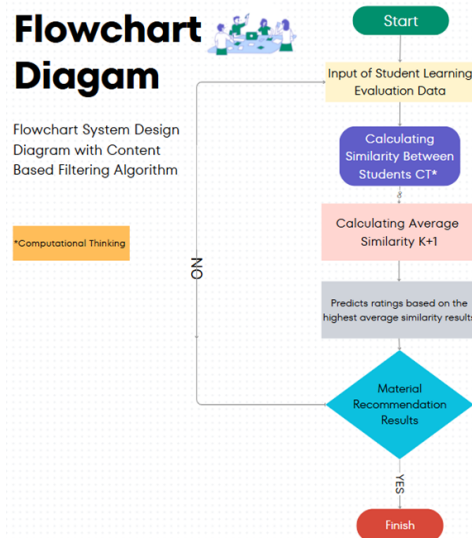 Flowchart
Diagam
Flowchart System Design
Diagram with Content
Based Filtering Algorithm
*Computational Thinking
Start
Input of Student Learning
Evaluation Data
Calculating
Similarity Between
Students CT*
Calculating Average
Similarity K+1
Predicts ratings based on the
highest average similarity results
Material
Recommendation
Results
NO
YES
Finish